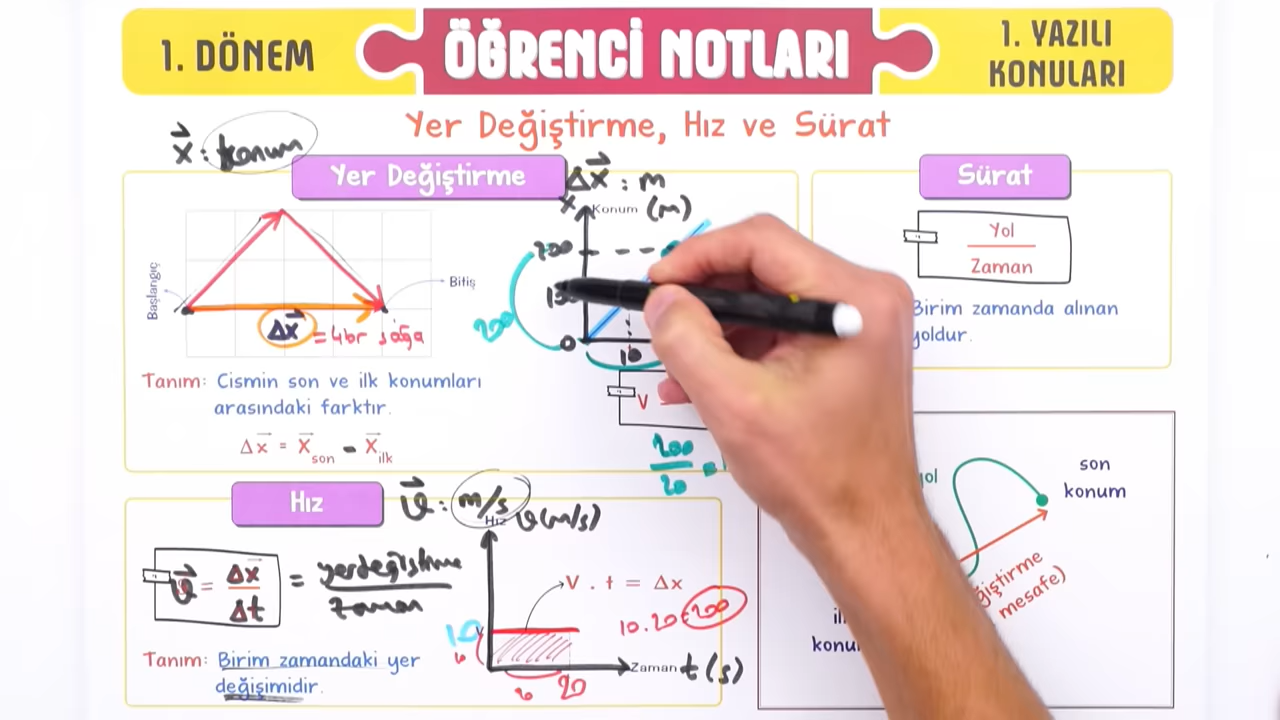 1. DÖNEM
ÖĞRENCİ NOTLARI
1. YAZILI
KONULARI
Yer Değiştirme, Hız ve Sürat
x : konum
Yer Değiştirme
Δx : m
x
Konum (m)
200
0
10
200
Başlangıç
Bitiş
Δx = 4br sağa
Tanım: Cismin son ve ilk konumları
arasındaki farktır.
Δx = Xson - Xilk
V
200
20
Sürat
Yol
Zaman
Birim zamanda alınan
yoldur.
Hız
ϑ : m/s
Hız ϑ(m/s)
ϑ = Δx / Δt = yerdeğiştirme / zaman
V . t = Δx
10.20=200
10
V
Zaman t(s)
20
Tanım: Birim zamandaki yer
değişimidir.
yol
son
konum
mesafe)